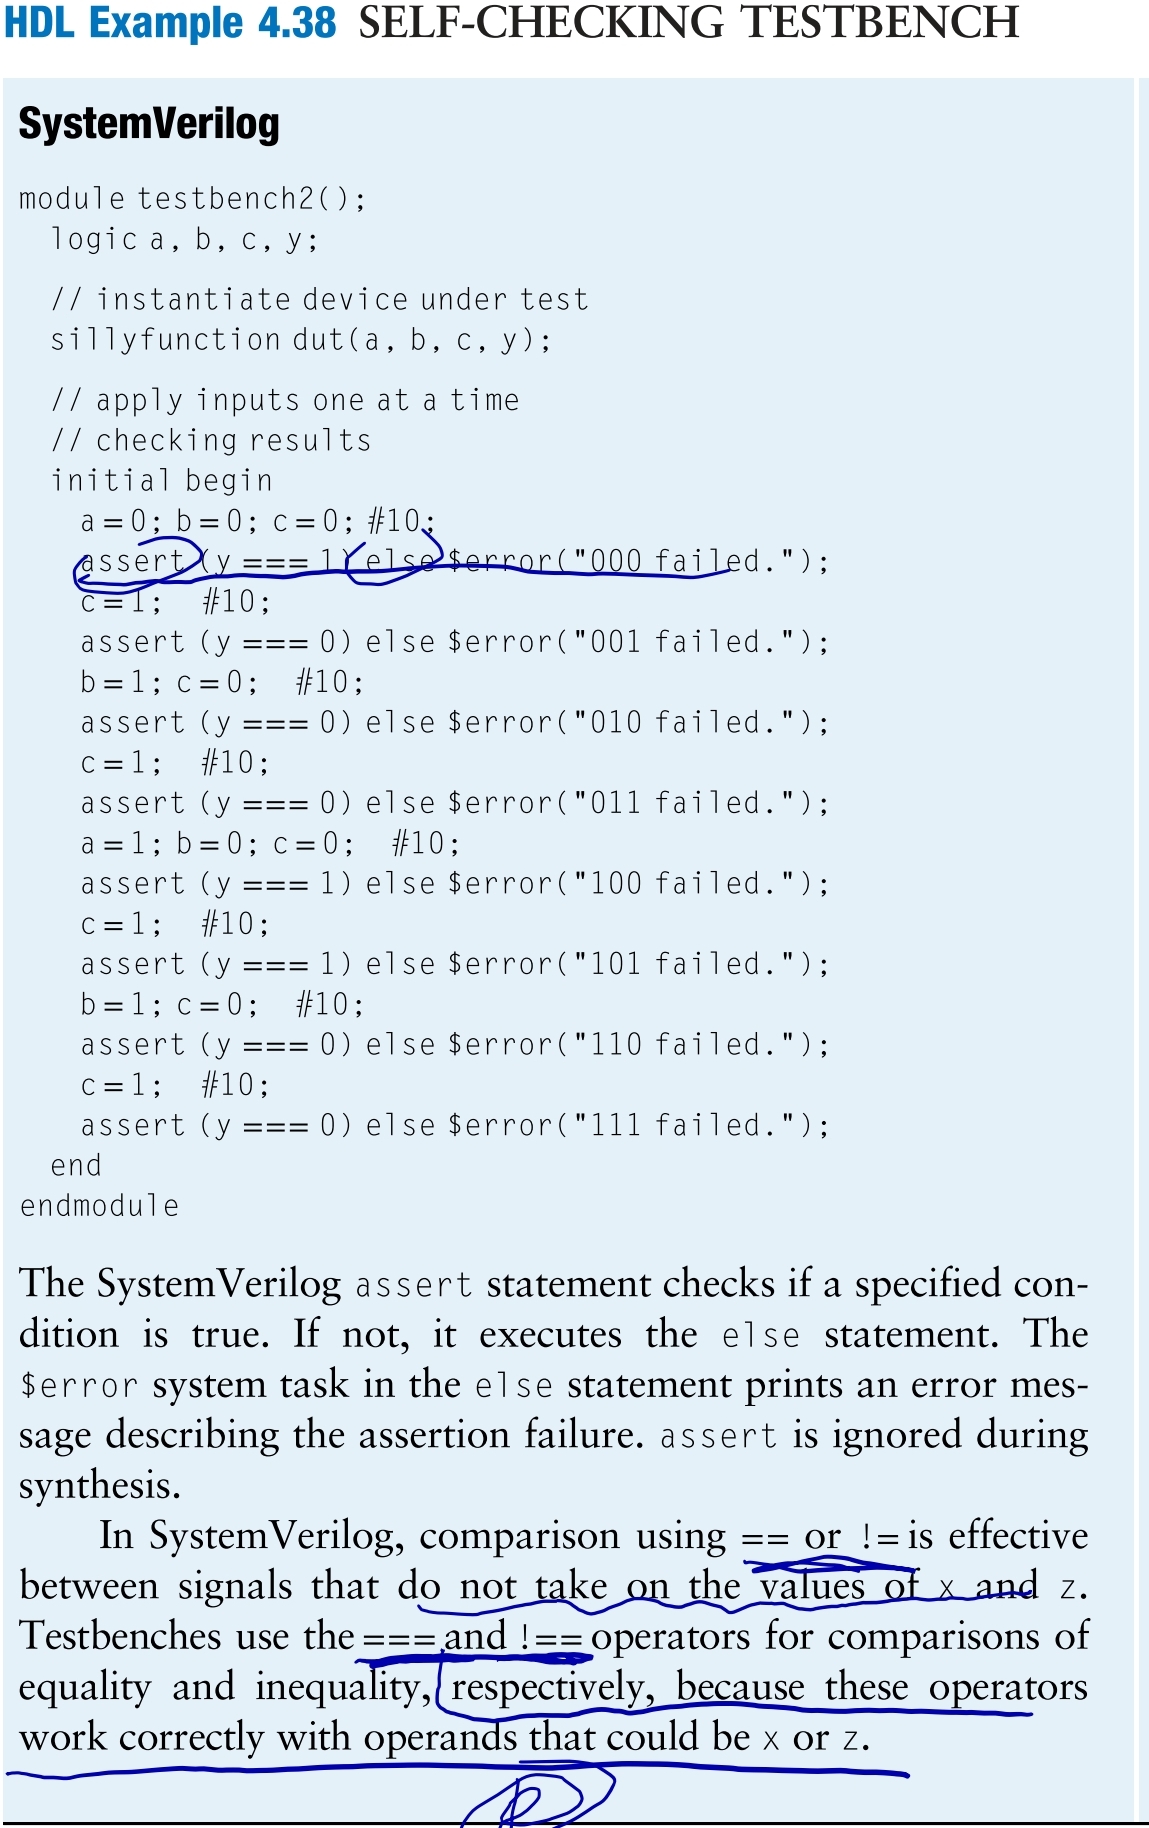 HDL Example 4.38 SELF-CHECKING TESTBENCH
SystemVerilog
module testbench2();
logic a, b, c, y;
// instantiate device under test
sillyfunction dut(a, b, c, y);
// apply inputs one at a time
// checking results
initial begin
a = 0; b = 0; c = 0; #10;
assert (y === 1) else $error("000 failed.");
c = 1; #10;
assert (y === 0) else $error("001 failed.");
b = 1; c = 0; #10;
assert (y === 0) else $error("010 failed.");
c = 1; #10;
assert (y === 0) else $error("011 failed.");
a = 1; b = 0; c = 0; #10;
assert (y === 1) else $error("100 failed.");
c = 1; #10;
assert (y === 1) else $error("101 failed.");
b = 1; c = 0; #10;
assert (y === 0) else $error("110 failed.");
c = 1; #10;
assert (y === 0) else $error("111 failed.");
end
endmodule
The SystemVerilog assert statement checks if a specified con-
dition is true. If not, it executes the else statement. The
$error system task in the else statement prints an error mes-
sage describing the assertion failure. assert is ignored during
synthesis.
In SystemVerilog, comparison using == or != is effective
between signals that do not take on the values of x and z.
Testbenches use the === and !== operators for comparisons of
equality and inequality, respectively, because these operators
work correctly with operands that could be x or z.